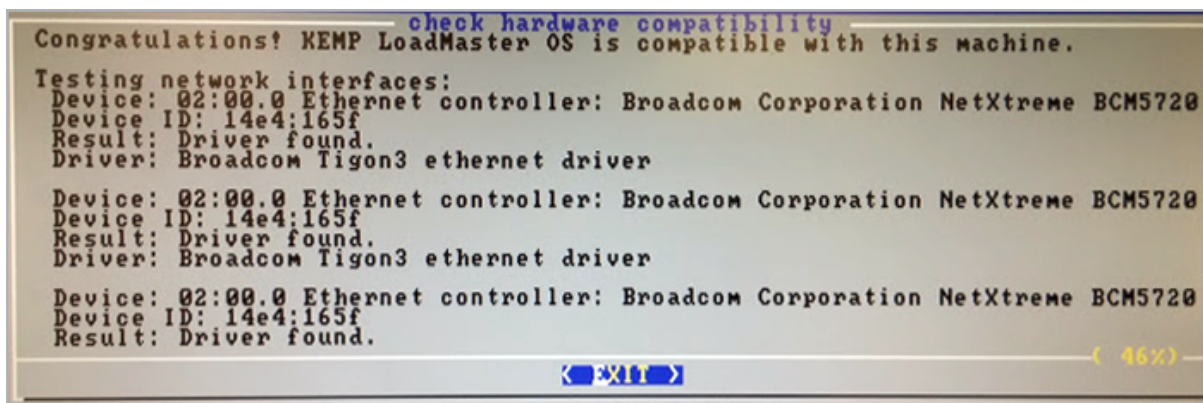 check hardware compatibility
Congratulations! KEMP LoadMaster OS is compatible with this machine.
Testing network interfaces:
Device: 02:00.0 Ethernet controller: Broadcom Corporation NetXtreme BCM5720
Device ID: 14e4:165f
Result: Driver found.
Driver: Broadcom Tigon3 ethernet driver
Device: 02:00.0 Ethernet controller: Broadcom Corporation NetXtreme BCM5720
Device ID: 14e4:165f
Result: Driver found.
Driver: Broadcom Tigon3 ethernet driver
Device: 02:00.0 Ethernet controller: Broadcom Corporation NetXtreme BCM5720
Device ID: 14e4:165f
Result: Driver found.
( 46%)
< EXIT >